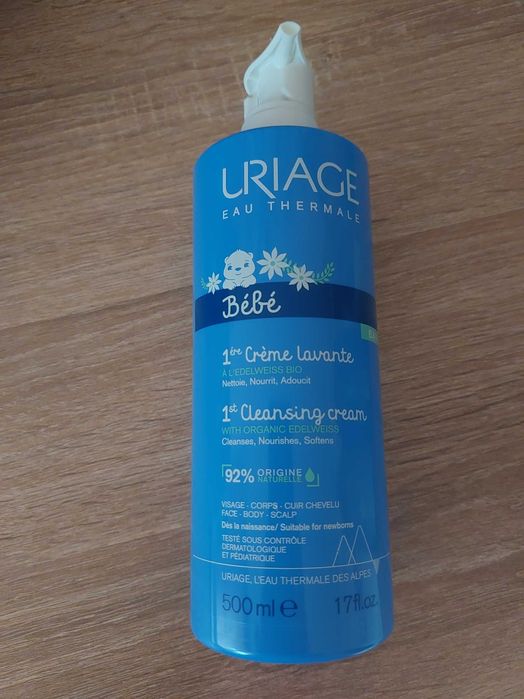 URIAGE
EAU THERMALE
Bébé
1ère Crème lavante
À L'EDELWEISS BIO
Nettoie, Nourrit, Adoucit
1st Cleansing cream
WITH ORGANIC EDELWEISS
Cleanses, Nourishes, Softens
92% ORIGINE
NATURELLE
VISAGE - CORPS - CUIR CHEVELU
FACE - BODY - SCALP
Dès la naissance/ Suitable for newborns
TESTÉ SOUS CONTRÔLE
DERMATOLOGIQUE
ET PÉDIATRIQUE
URIAGE, L'EAU THERMALE DES ALPES
500 ml e 17fl.oz.